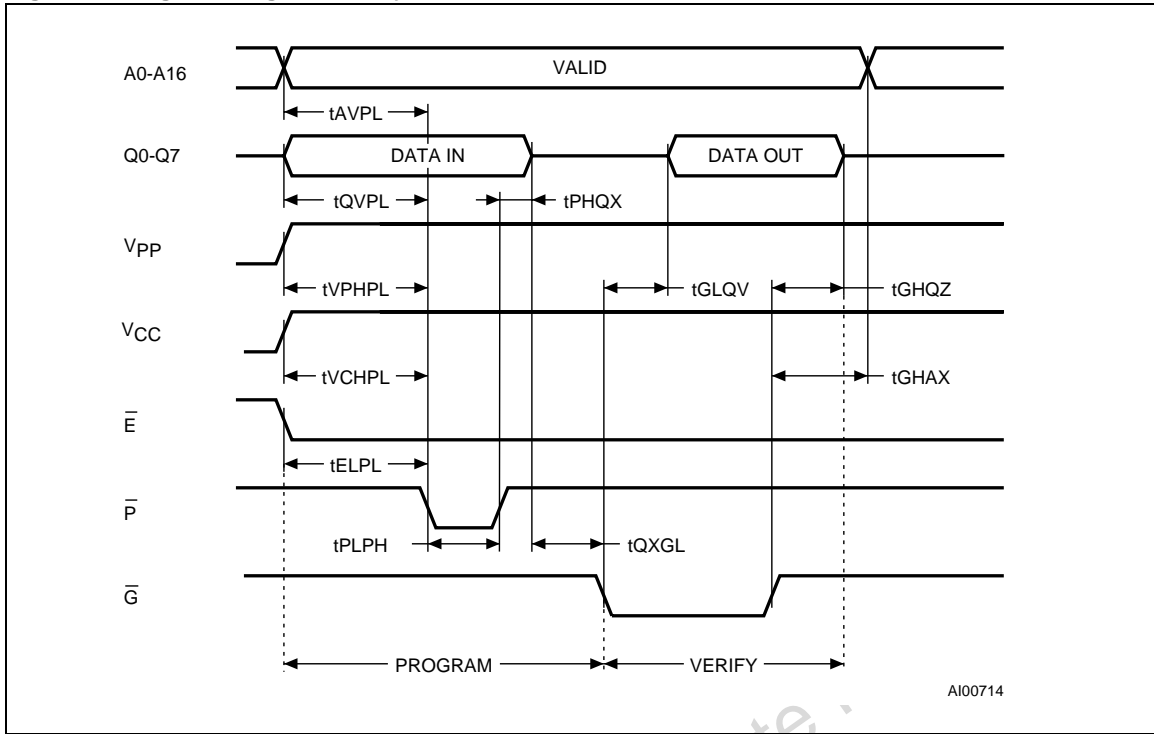 A0-A16
VALID
tAVPL
Q0-Q7
DATA IN
DATA OUT
tQVPL
tPHQX
VPP
tVPHPL
tGLQV
tGHQZ
VCC
tVCHPL
tGHAX
E̅
tELPL
P̅
tPLPH
tQXGL
G̅
PROGRAM
VERIFY
AI00714